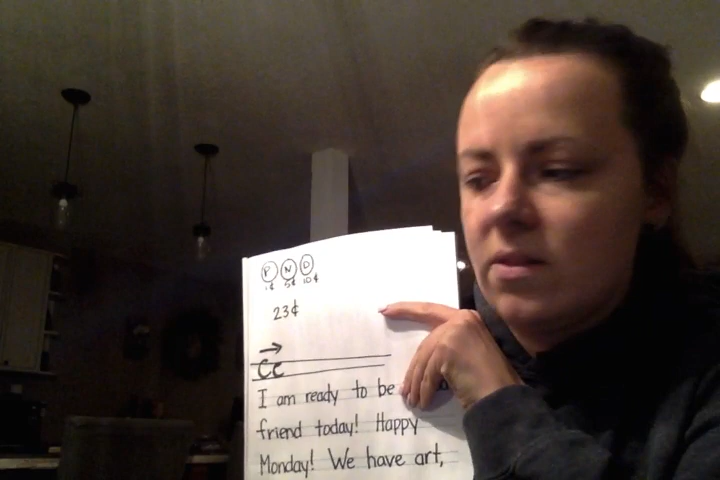 P N D
1¢ 5¢ 10¢
23¢
Cc
I am ready to be
friend today! Happy
Monday! We have art,